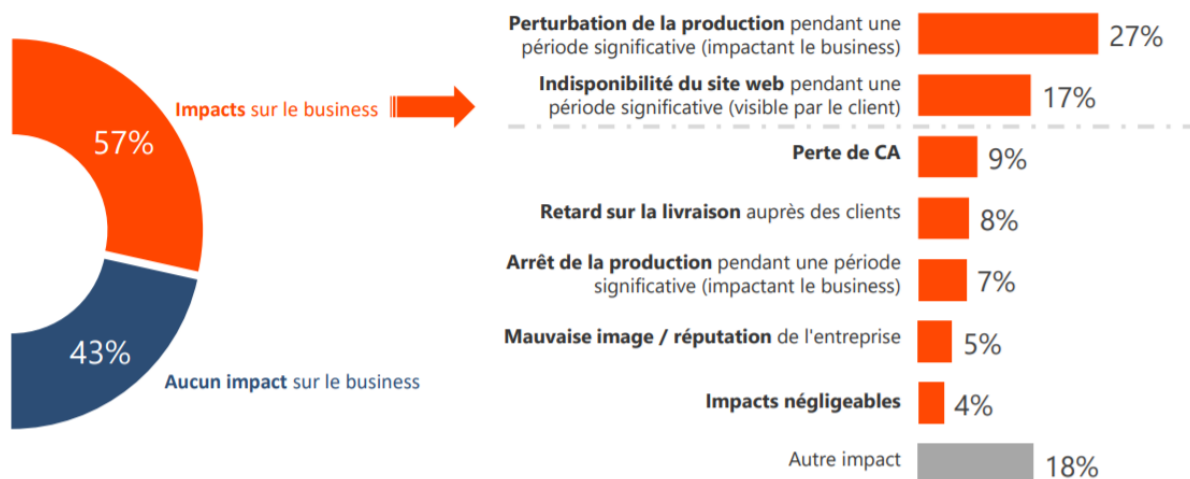 57%
Impacts sur le business
43%
Aucun impact sur le business
Perturbation de la production pendant une
période significative (impactant le business)
27%
Indisponibilité du site web pendant une
période significative (visible par le client)
17%
Perte de CA
9%
Retard sur la livraison auprès des clients
8%
Arrêt de la production pendant une période
significative (impactant le business)
7%
Mauvaise image / réputation de l'entreprise
5%
Impacts négligeables
4%
Autre impact
18%